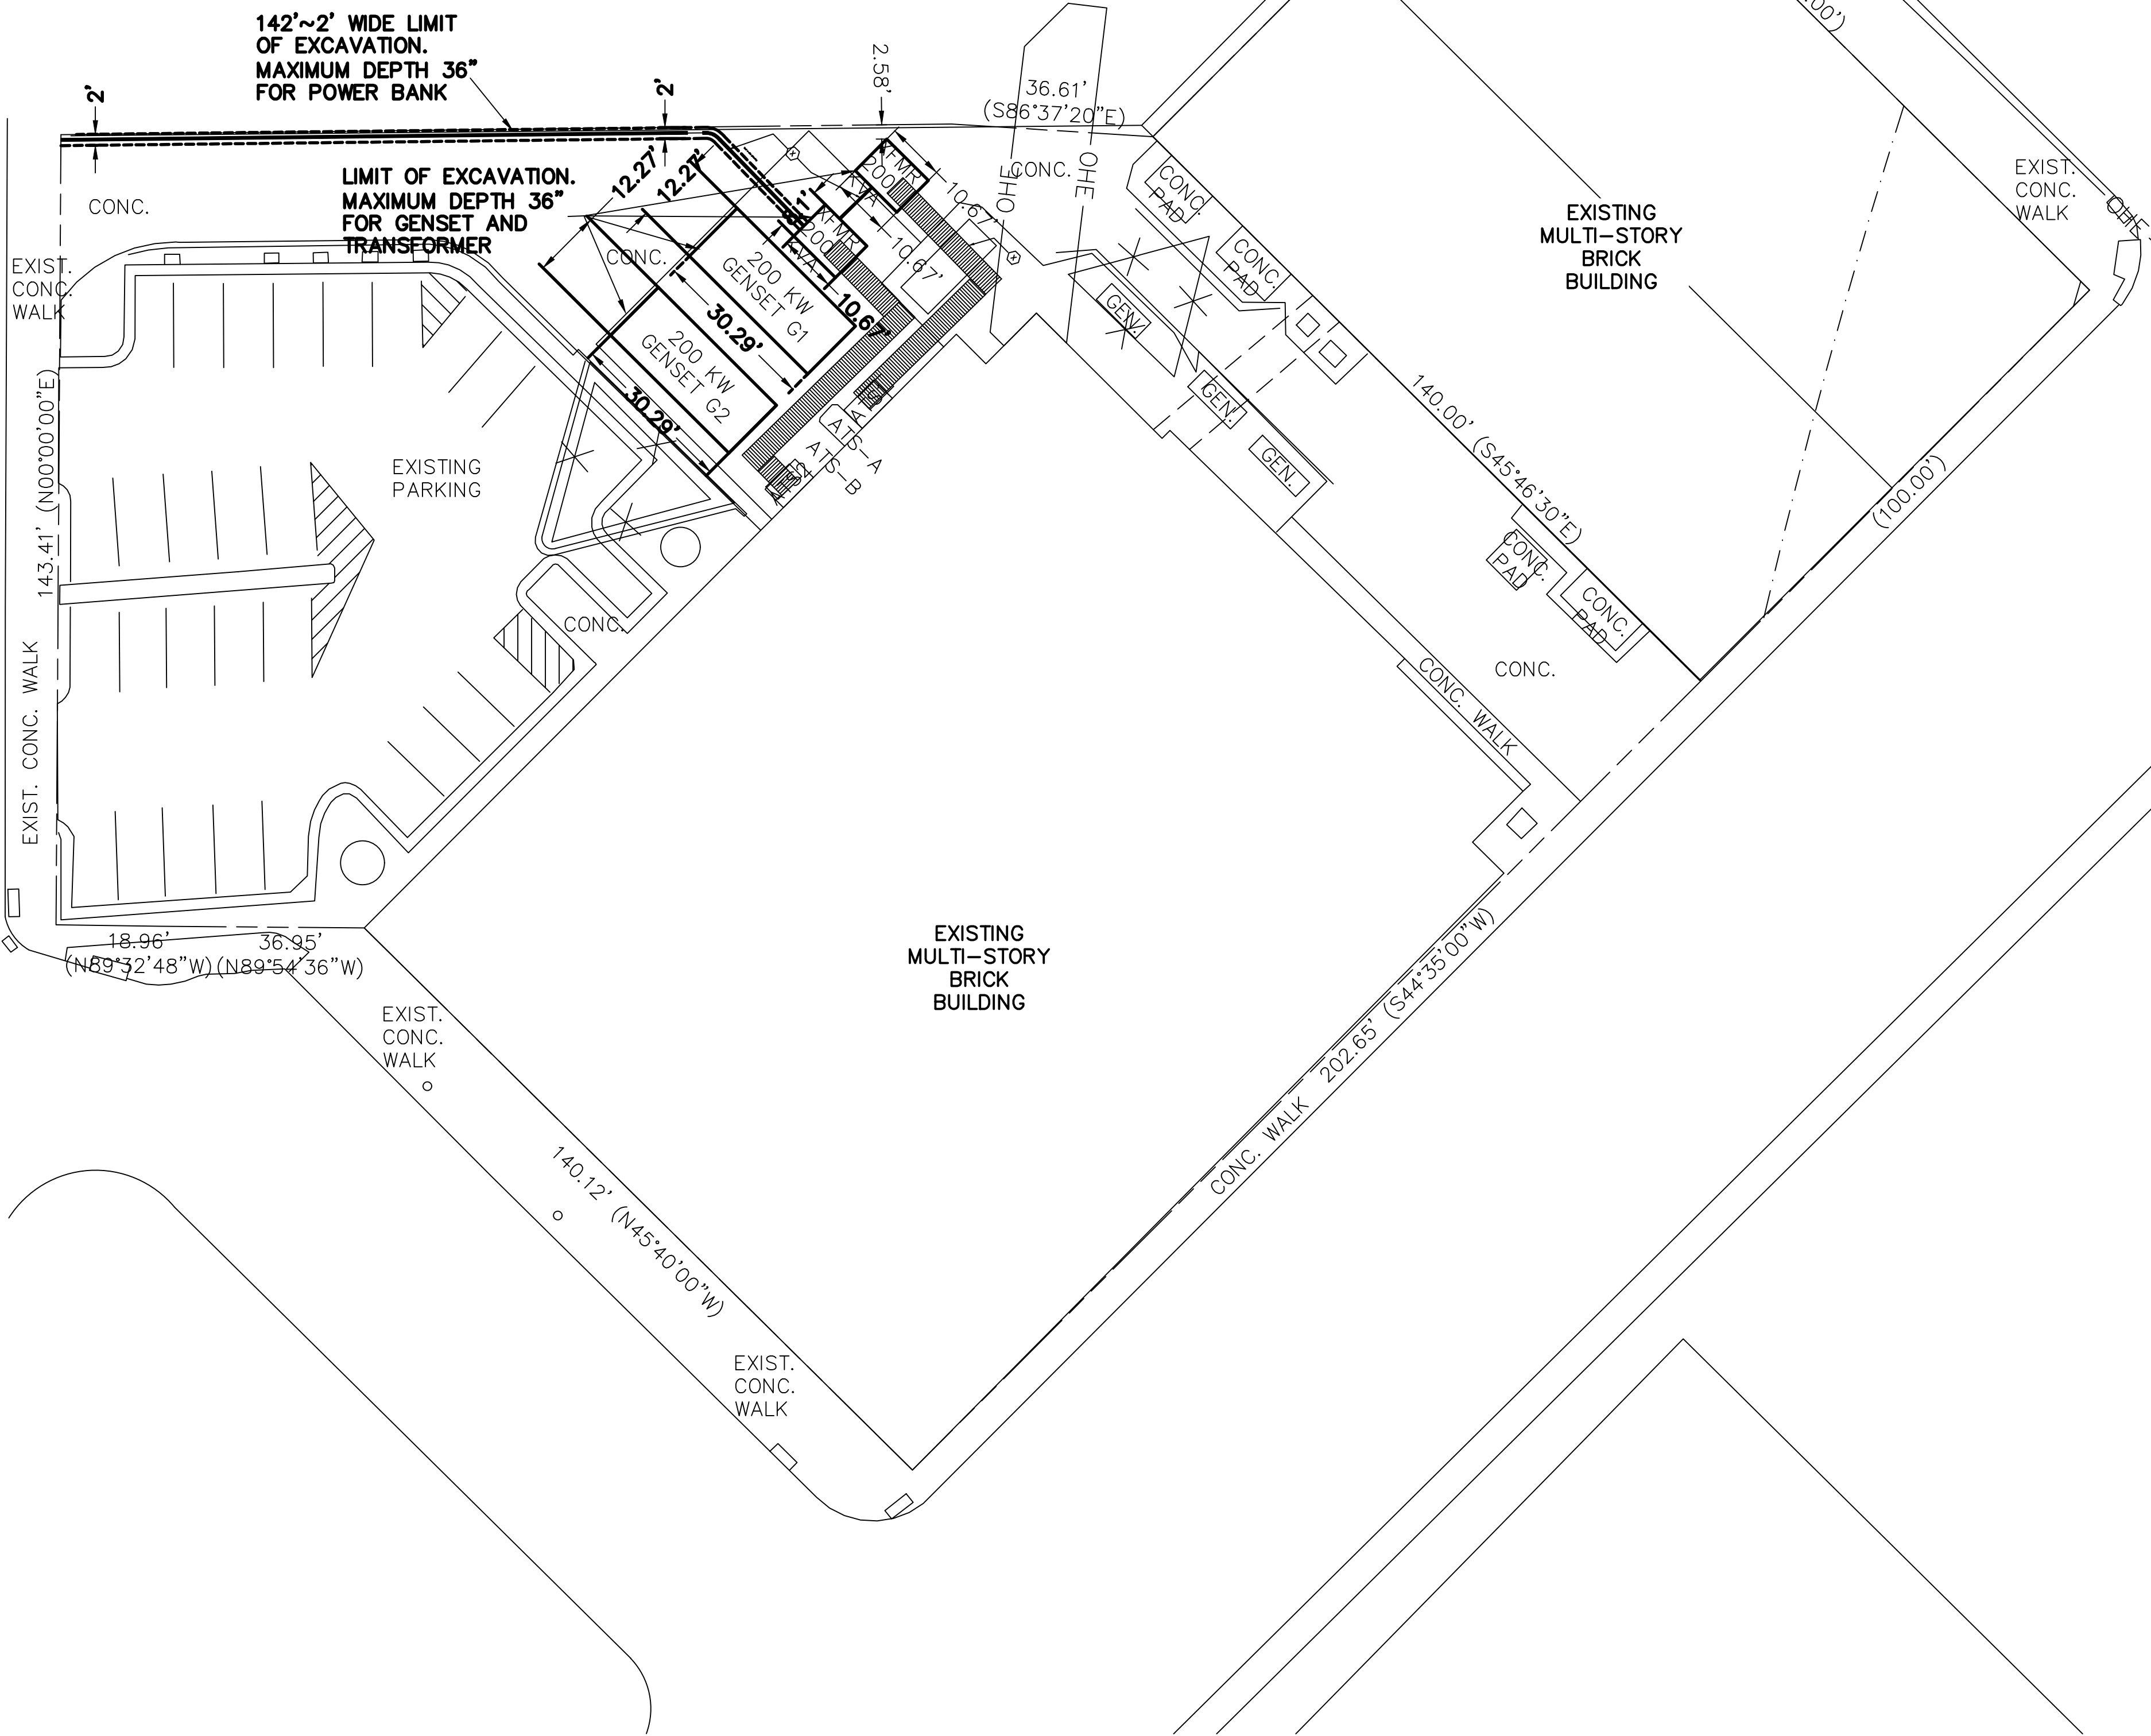 142'~2' WIDE LIMIT
OF EXCAVATION.
MAXIMUM DEPTH 36"
FOR POWER BANK
2'
2'
2.58'
36.61'
(S86°37'20"E)
LIMIT OF EXCAVATION.
MAXIMUM DEPTH 36"
FOR GENSET AND
TRANSFORMER
CONC.
EXIST.
CONC.
WALK
CONC.
12.27'
12.27'
XFMR
200
KVA
XFMR
200
KVA
10.67'
10.67'
10.67'
200 KW
GENSET G1
30.29'
200 KW
GENSET G2
30.29'
ATS-A
ATS-B
OHE
OHE
CONC.
CONC.
PAD
CONC.
PAD
GEN.
GEN.
GEN.
EXISTING
MULTI-STORY
BRICK
BUILDING
EXIST.
CONC.
WALK
140.00' (S45°46'30"E)
(100.00')
CONC.
PAD
CONC.
PAD
CONC.
CONC. WALK
143.41' (N00°00'00"E)
EXISTING
PARKING
CONC.
EXIST. CONC. WALK
18.96'
(N89°32'48"W)
36.95'
(N89°54'36"W)
EXIST.
CONC.
WALK
EXISTING
MULTI-STORY
BRICK
BUILDING
CONC. WALK
202.65' (S44°35'00"W)
140.12' (N45°40'00"W)
EXIST.
CONC.
WALK